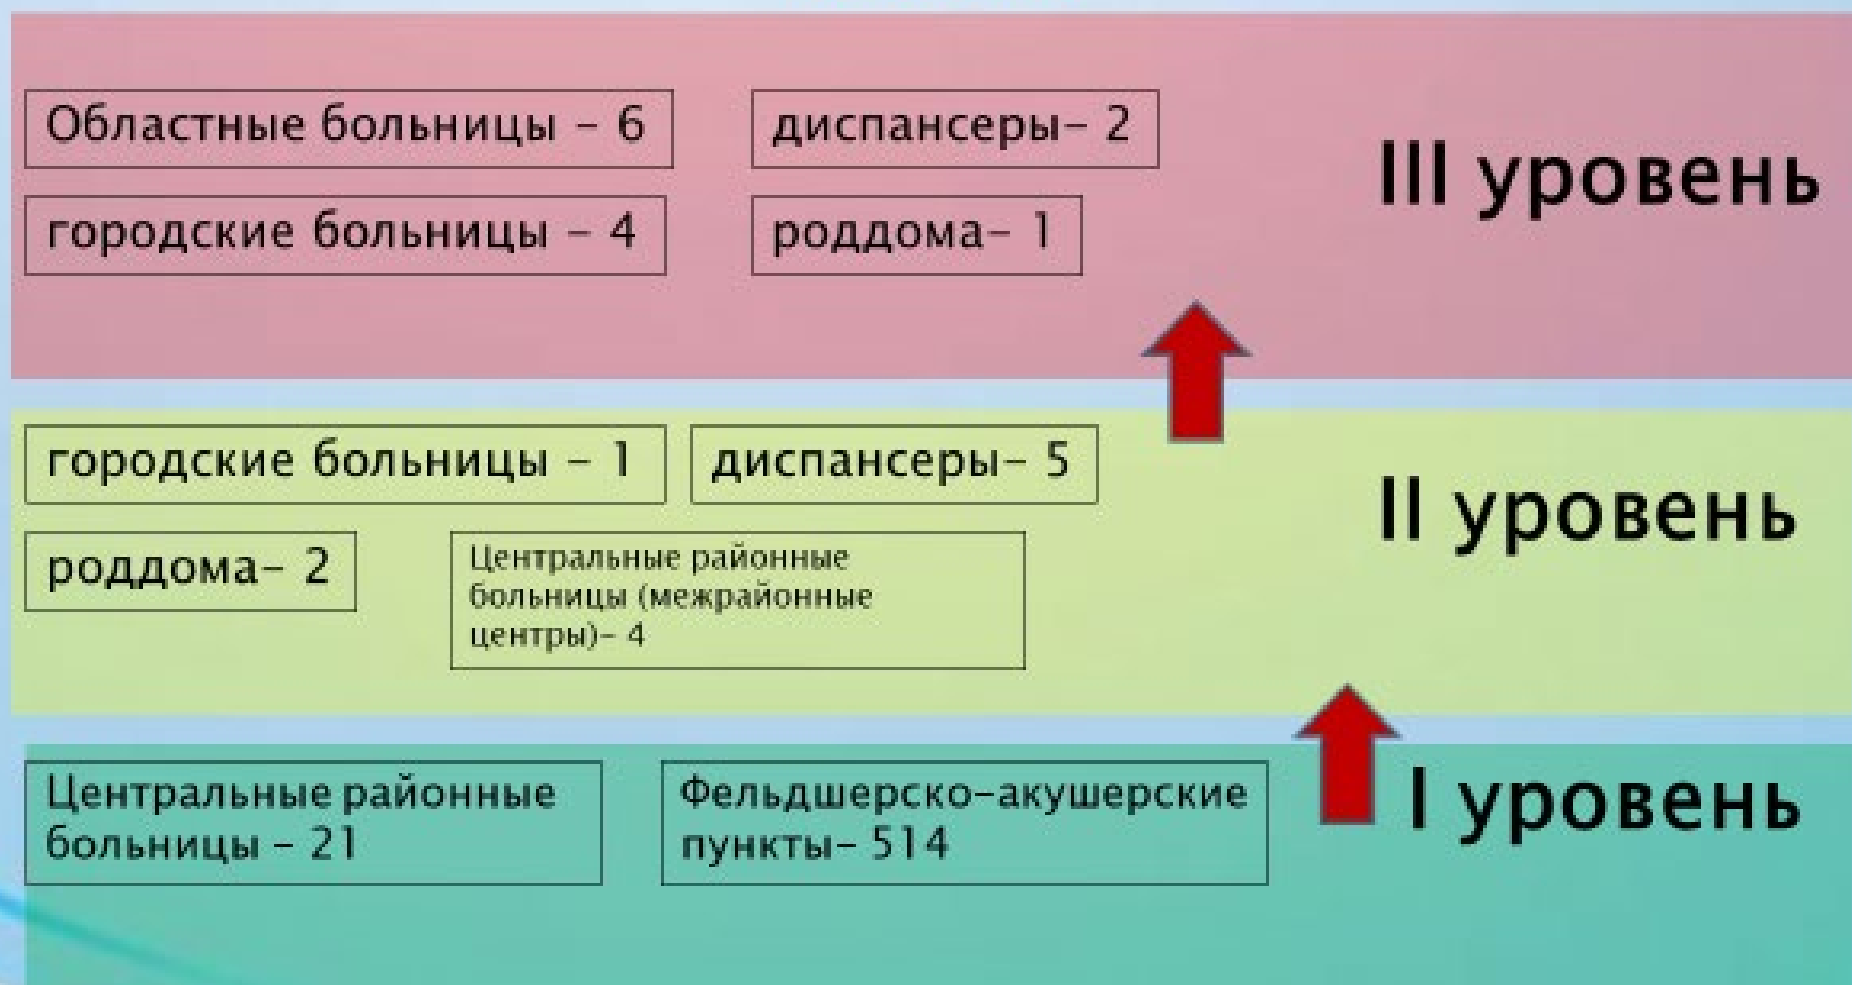 Областные больницы – 6
диспансеры– 2
городские больницы – 4
роддома– 1
III уровень
городские больницы – 1
диспансеры– 5
роддома– 2
Центральные районные
больницы (межрайонные
центры)– 4
II уровень
Центральные районные
больницы – 21
Фельдшерско–акушерские
пункты– 514
I уровень